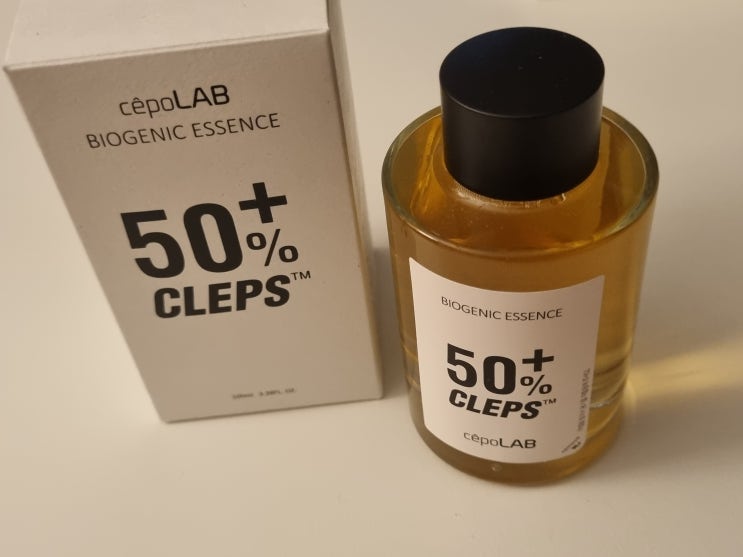 cêpoLAB
BIOGENIC ESSENCE
50+%
CLEPS™
BIOGENIC ESSENCE
50+%
CLEPS™
cêpoLAB